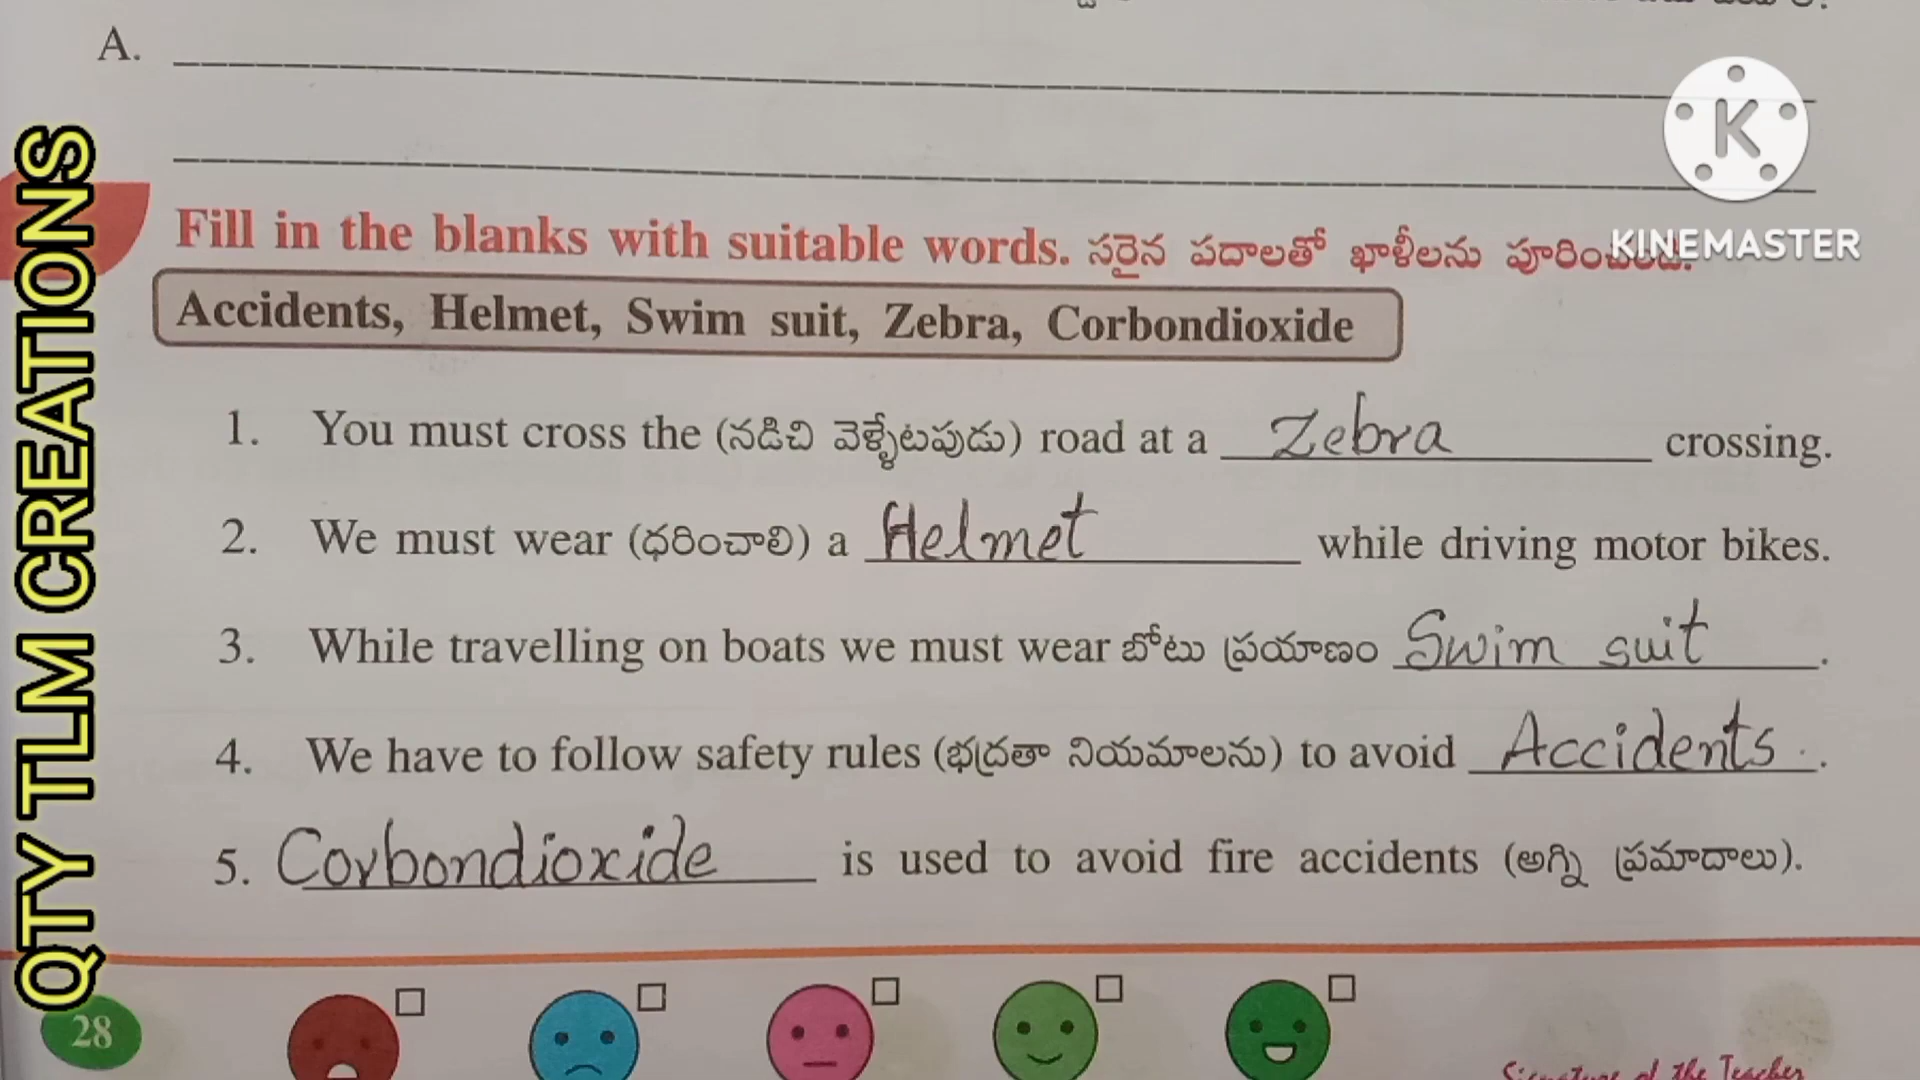 A.
Fill in the blanks with suitable words. సరైన పదాలతో ఖాళీలను
KINEMASTER
Accidents, Helmet, Swim suit, Zebra, Corbondioxide
1. You must cross the (నడిచి వెళ్ళేటపుడు) road at a Zebra crossing.
2. We must wear (ధరించాలి) a Helmet while driving motor bikes.
3. While travelling on boats we must wear బోటు ప్రయాణం Swim suit.
4. We have to follow safety rules (భద్రతా నియమాలను) to avoid Accidents.
5. Corbondioxide is used to avoid fire accidents (అగ్ని ప్రమాదాలు).
28
Signature of the Teacher
QTY TLM CREATIONS
K